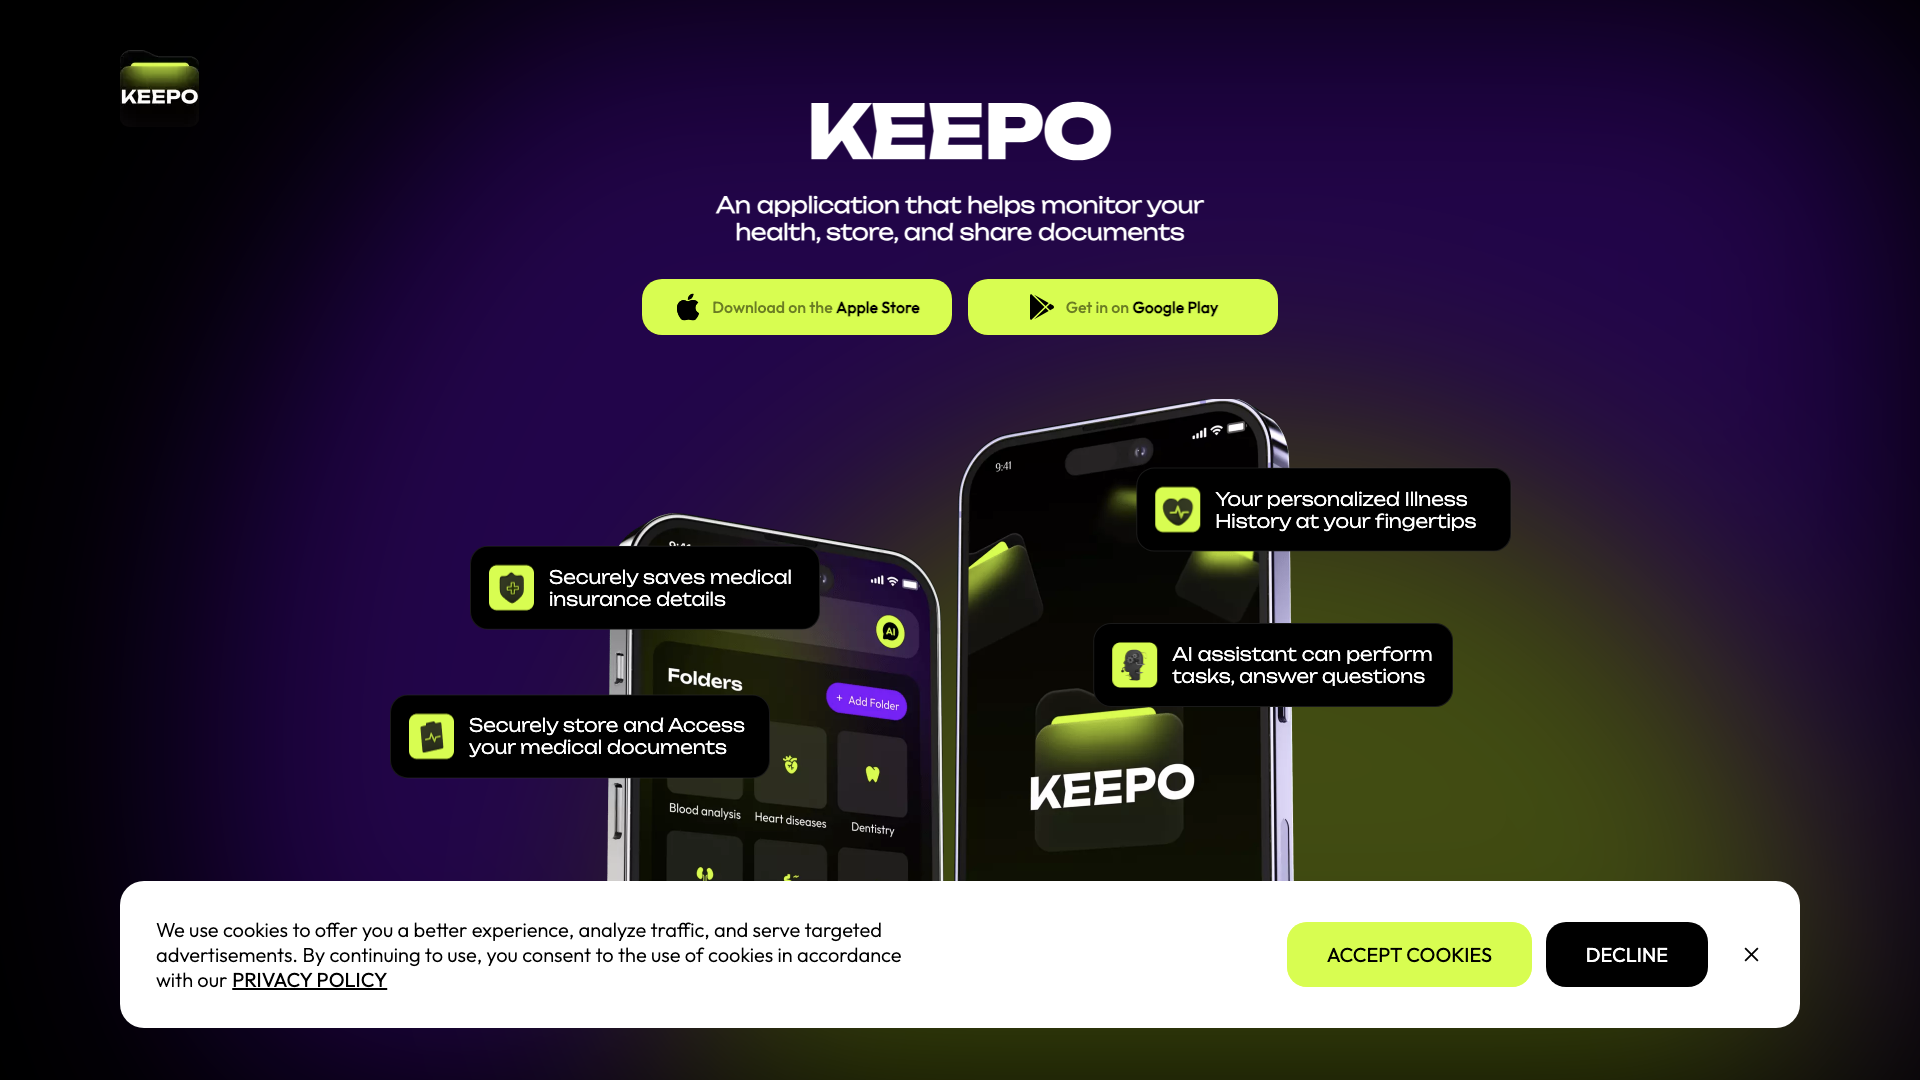 KEEPO
KEEPO
An application that helps monitor your
health, store, and share documents
Download on the Apple Store
Get in on Google Play
9:41
Your personalized Illness
History at your fingertips
Securely saves medical
insurance details
AI
AI assistant can perform
tasks, answer questions
Folders
+ Add Folder
Securely store and Access
your medical documents
KEEPO
Blood analysis
Heart diseases
Dentistry
We use cookies to offer you a better experience, analyze traffic, and serve targeted
advertisements. By continuing to use, you consent to the use of cookies in accordance
with our PRIVACY POLICY
ACCEPT COOKIES
DECLINE